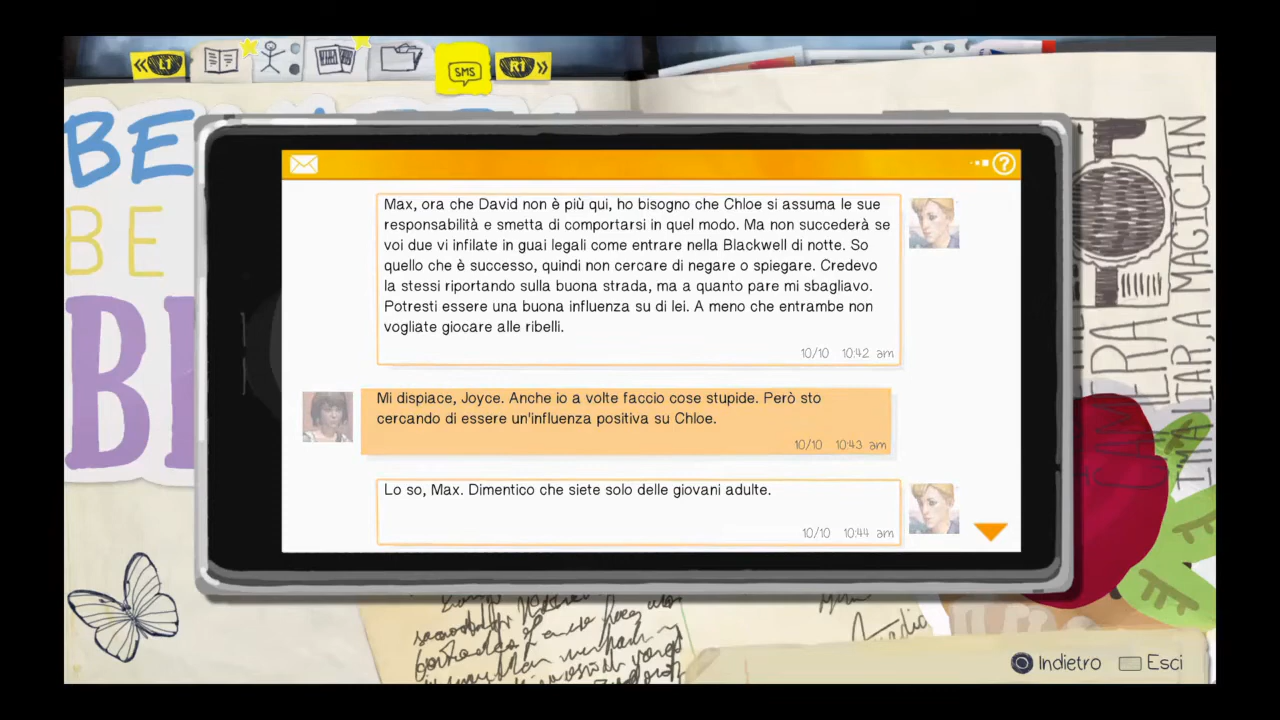 LT
SMS
R1
BE
BE
Max, ora che David non è più qui, ho bisogno che Chloe si assuma le sue
responsabilità e smetta di comportarsi in quel modo. Ma non succederà se
voi due vi infilate in guai legali come entrare nella Blackwell di notte. So
quello che è successo, quindi non cercare di negare o spiegare. Credevo
la stessi riportando sulla buona strada, ma a quanto pare mi sbagliavo.
Potresti essere una buona influenza su di lei. A meno che entrambe non
vogliate giocare alle ribelli.
10/10 10:42 am
Mi dispiace, Joyce. Anche io a volte faccio cose stupide. Però sto
cercando di essere un'influenza positiva su Chloe.
10/10 10:43 am
Lo so, Max. Dimentico che siete solo delle giovani adulte.
10/10 10:44 am
A MAGICIAN
Indietro
Esci